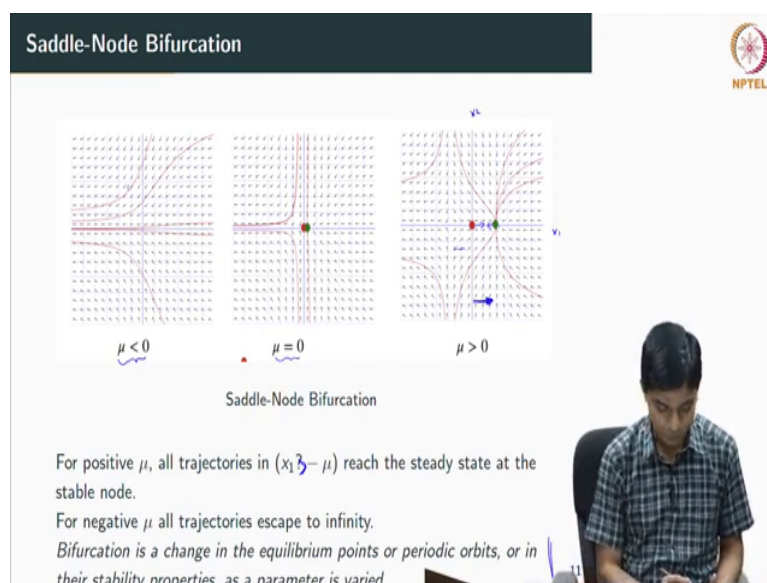 Saddle-Node Bifurcation
NPTEL
x2
x1
μ < 0
μ = 0
μ > 0
Saddle-Node Bifurcation
For positive μ, all trajectories in (x₁ > − μ) reach the steady state at the
stable node.
For negative μ all trajectories escape to infinity.
Bifurcation is a change in the equilibrium points or periodic orbits, or in
11
their stability properties, as a parameter is varied